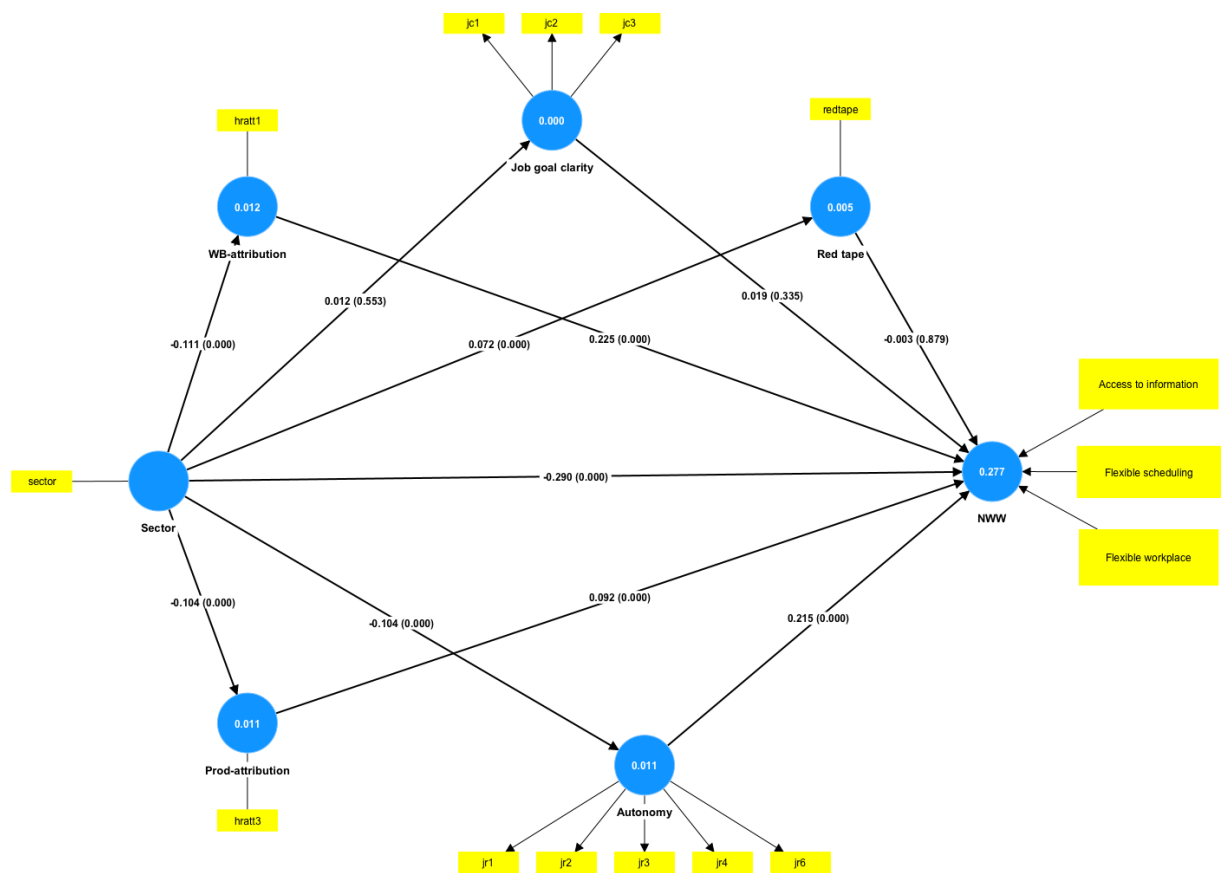 jc1
jc2
jc3
hratt1
redtape
0.000
Job goal clarity
0.012
WB-attribution
0.005
Red tape
0.012 (0.553)
0.019 (0.335)
-0.111 (0.000)
0.072 (0.000)
0.225 (0.000)
-0.003 (0.879)
Access to information
sector
Sector
-0.290 (0.000)
0.277
NWW
Flexible scheduling
Flexible workplace
-0.104 (0.000)
-0.104 (0.000)
0.092 (0.000)
0.215 (0.000)
0.011
Prod-attribution
hratt3
0.011
Autonomy
jr1
jr2
jr3
jr4
jr6